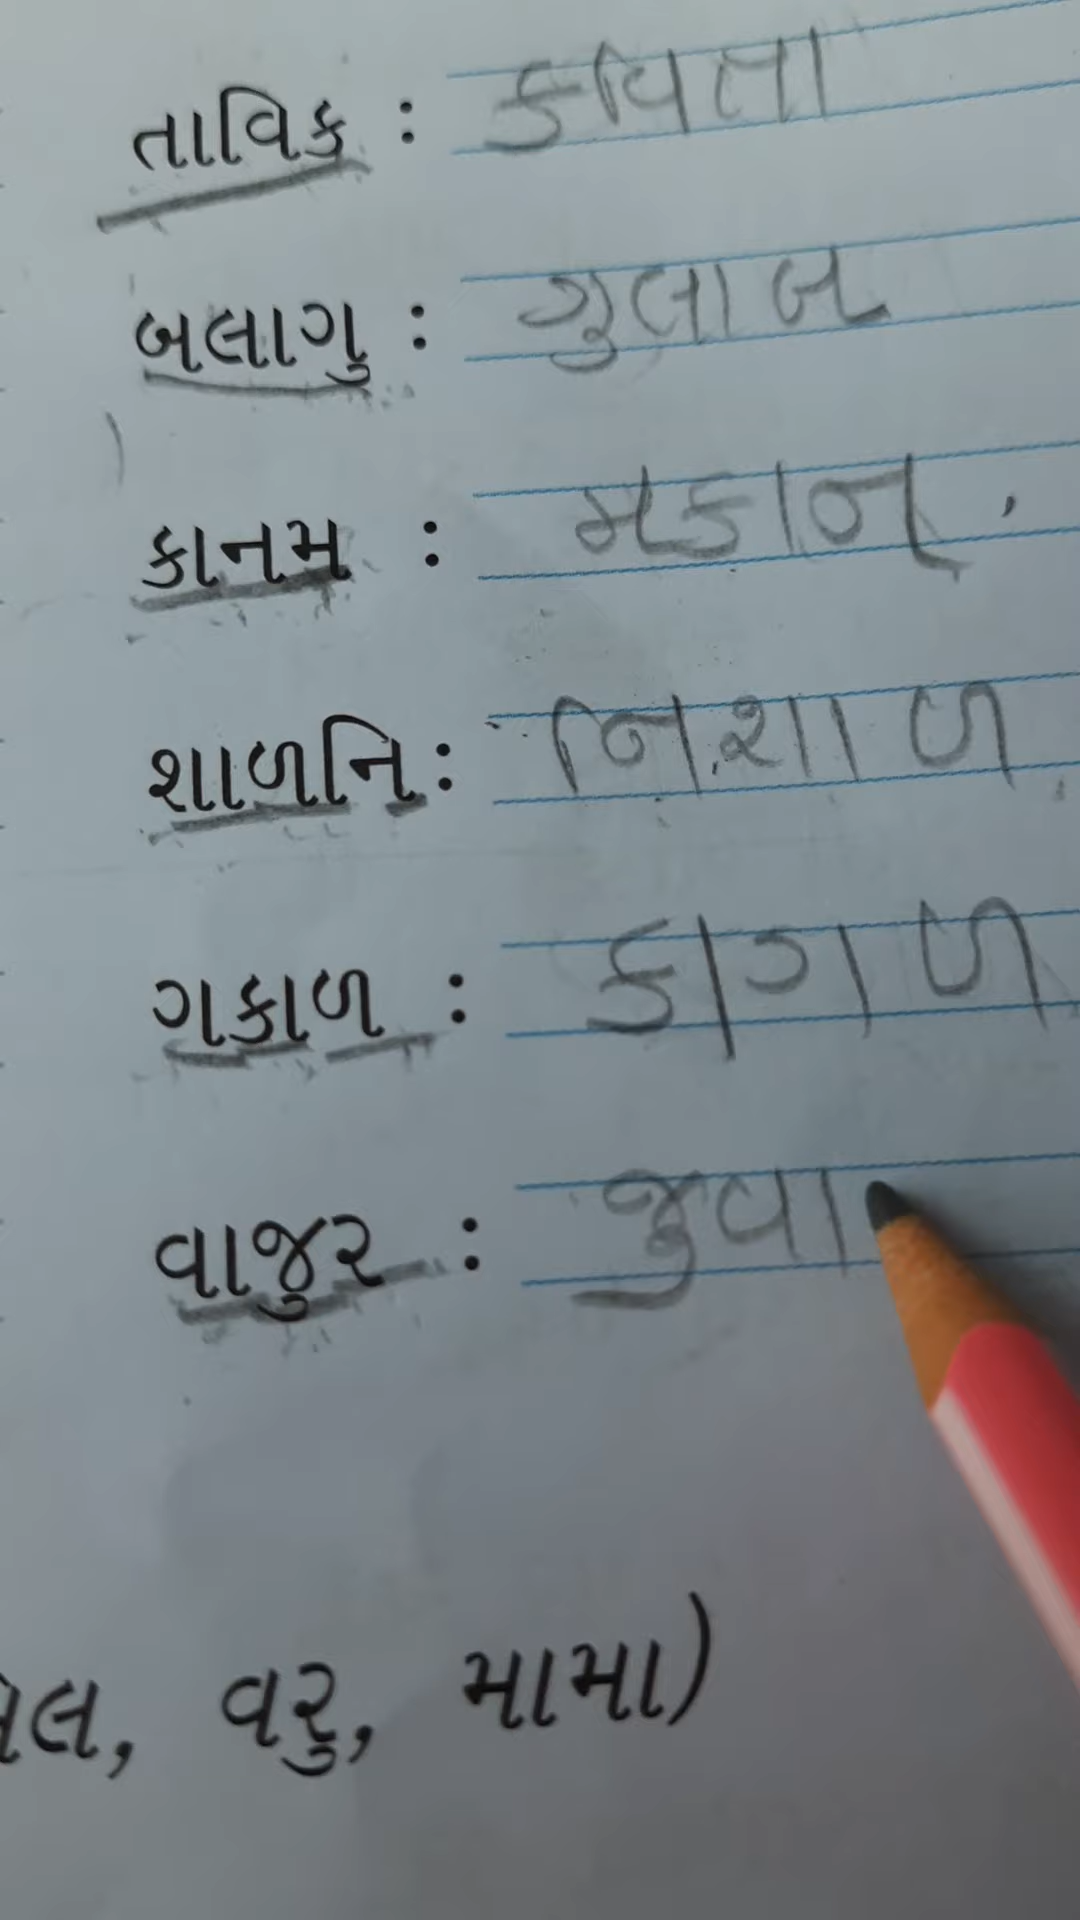 તાવિક : કવિતા
બલાગુ : ગુલાબ
કાનમ : મકાન
શાળનિ : નિશાળ
ગકાળ : કાગળ
વાજુર : જુવા
વરુ, મામા)